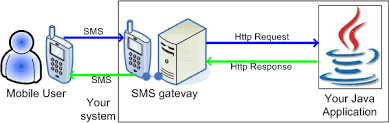 SMS
Http Request
SMS
Http Response
Mobile User
Your
system
SMS gatevay
Your Java
Application